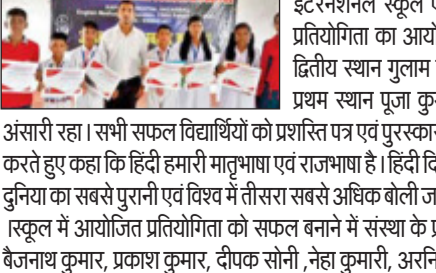 इंटरनेशनल स्कूल
प्रतियोगिता का आयो
द्वितीय स्थान गुलाम
प्रथम स्थान पूजा कु
अंसारी रहा। सभी सफल विद्यार्थियों को प्रशस्ति पत्र एवं पुरस्कार
करते हुए कहा कि हिंदी हमारी मातृभाषा एवं राजभाषा है। हिंदी दि
दुनिया का सबसे पुरानी एवं विश्व में तीसरा सबसे अधिक बोली ज
।स्कूल में आयोजित प्रतियोगिता को सफल बनाने में संस्था के प्र
बैजनाथ कुमार, प्रकाश कुमार, दीपक सोनी ,नेहा कुमारी, अरनि